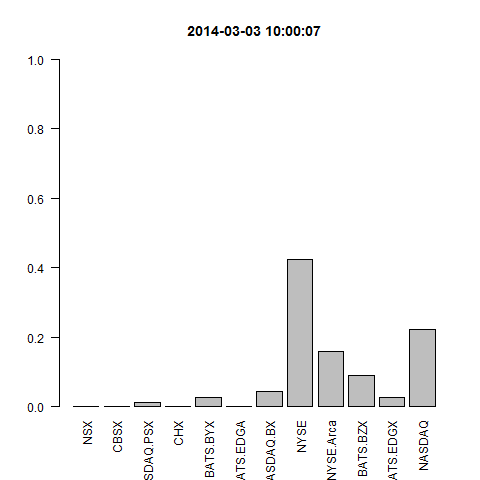 2014-03-03 10:00:07
1.0
0.8
0.6
0.4
0.2
0.0
NSX
CBSX
SDAQ.PSX
CHX
BATS.BYX
ATS.EDGA
ASDAQ.BX
NYSE
NYSE.Arca
BATS.BZX
ATS.EDGX
NASDAQ